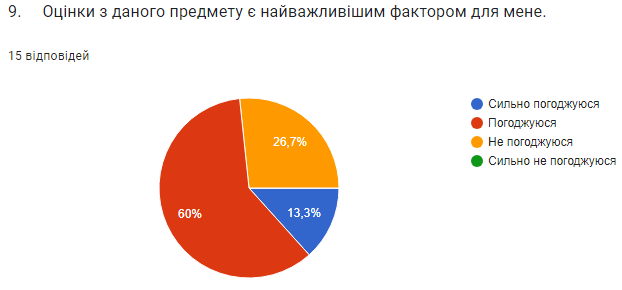 9. Оцінки з даного предмету є найважливішим фактором для мене.
15 відповідей
Сильно погоджуюся
Погоджуюся
Не погоджуюся
Сильно не погоджуюся
26,7%
13,3%
60%